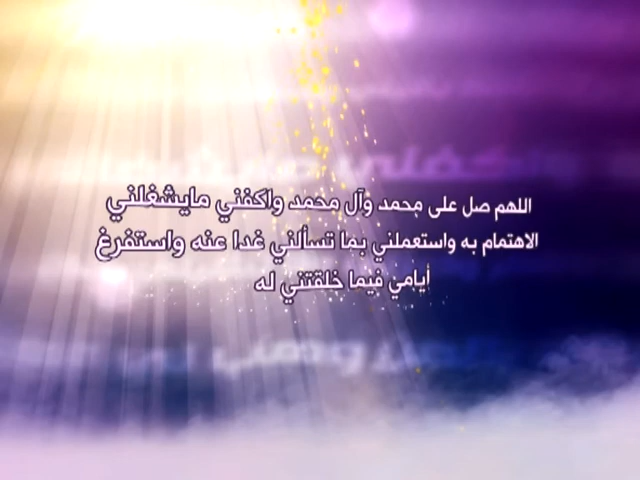 اللهم صل على محمد وآل محمد واكفني مايشغلني
الاهتمام به واستعملني بما تسألني غدا عنه واستفرغ
أيامي فيما خلقتني له